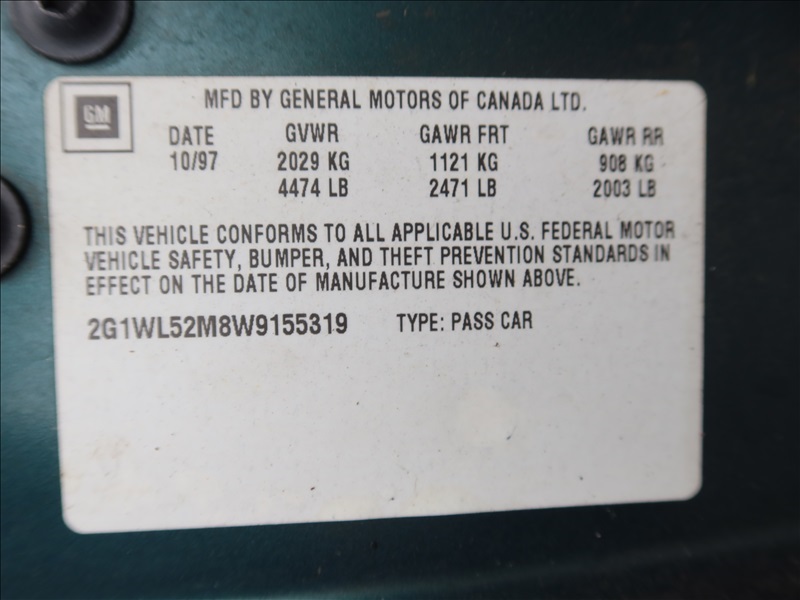 GM
MFD BY GENERAL MOTORS OF CANADA LTD.
DATE GVWR GAWR FRT GAWR RR
10/97 2029 KG 1121 KG 908 KG
4474 LB 2471 LB 2003 LB
THIS VEHICLE CONFORMS TO ALL APPLICABLE U.S. FEDERAL MOTOR
VEHICLE SAFETY, BUMPER, AND THEFT PREVENTION STANDARDS IN
EFFECT ON THE DATE OF MANUFACTURE SHOWN ABOVE.
2G1WL52M8W9155319 TYPE: PASS CAR